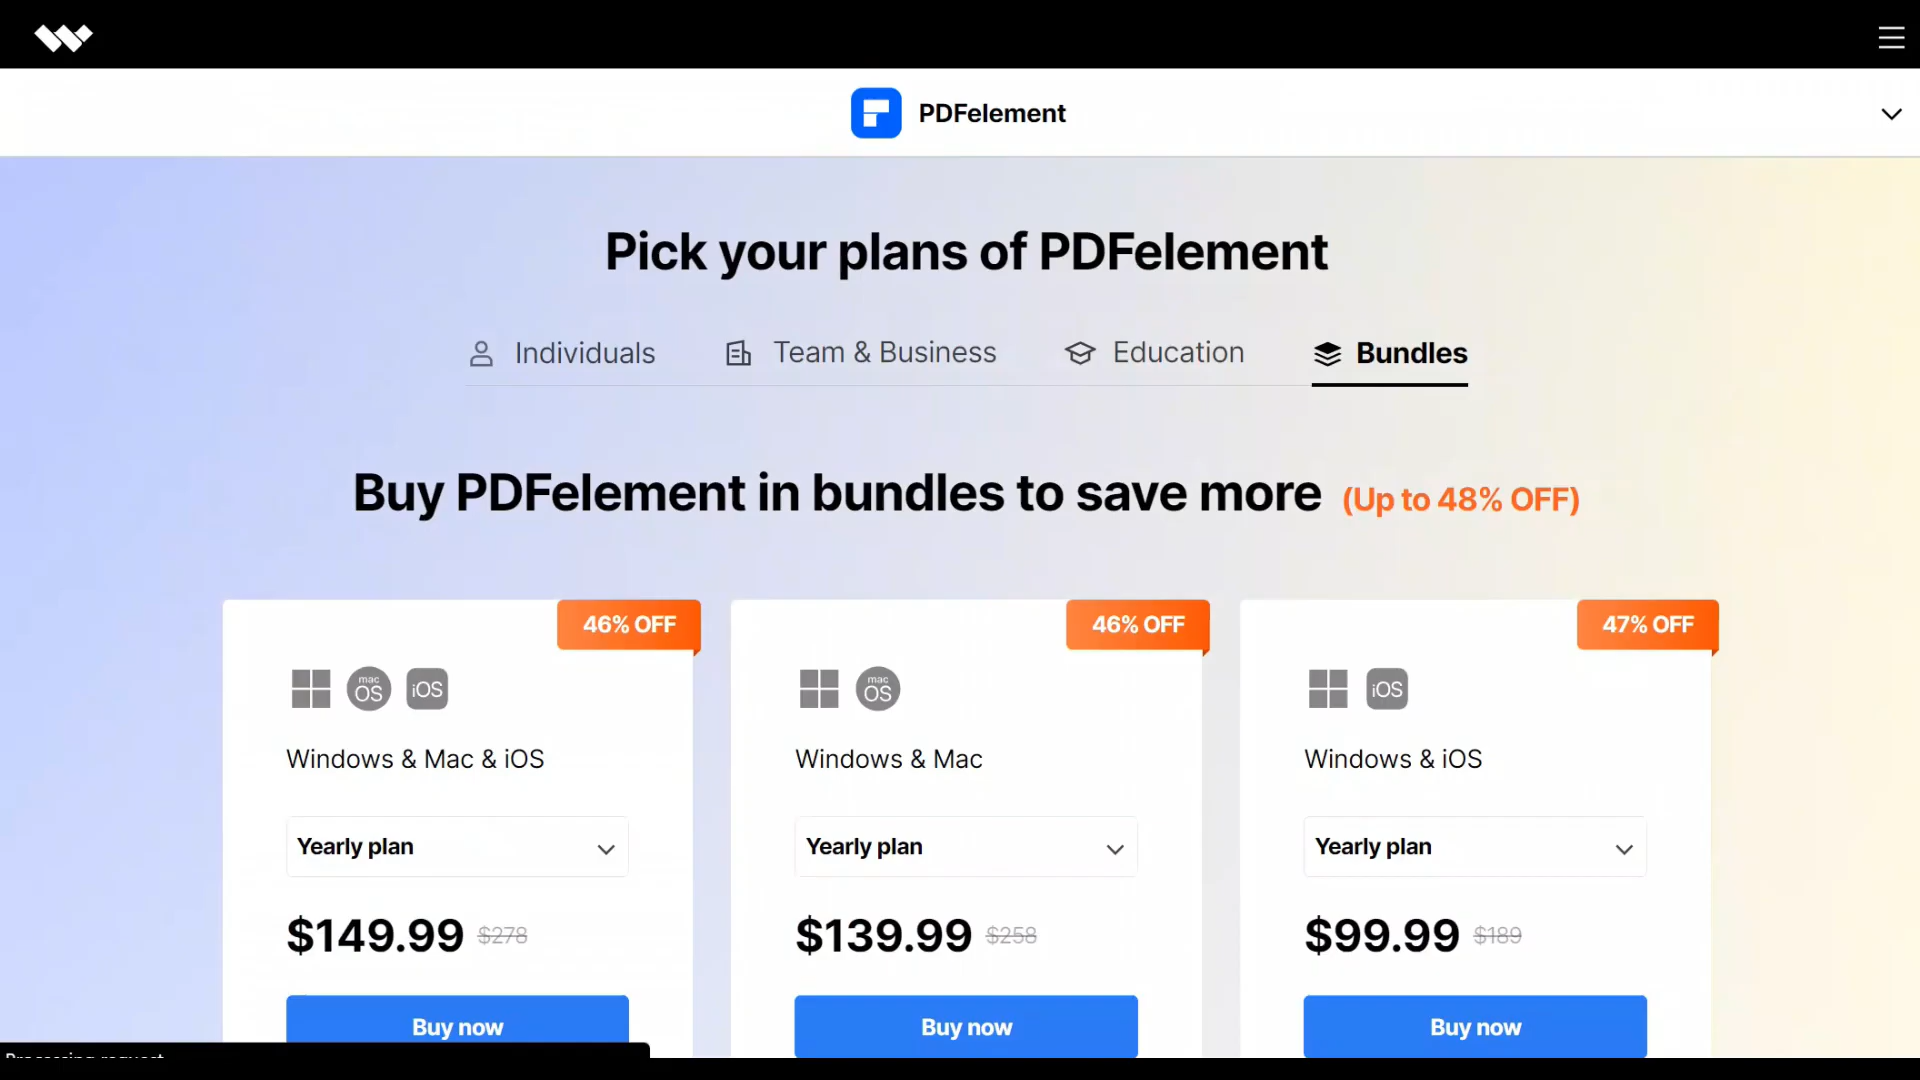 PDFelement
Pick your plans of PDFelement
Individuals Team & Business Education Bundles
Buy PDFelement in bundles to save more (Up to 48% OFF)
46% OFF 46% OFF 47% OFF
mac OS iOS mac OS iOS
Windows & Mac & iOS Windows & Mac Windows & iOS
Yearly plan Yearly plan Yearly plan
$149.99 $278 $139.99 $258 $99.99 $189
Buy now Buy now Buy now
Processing request